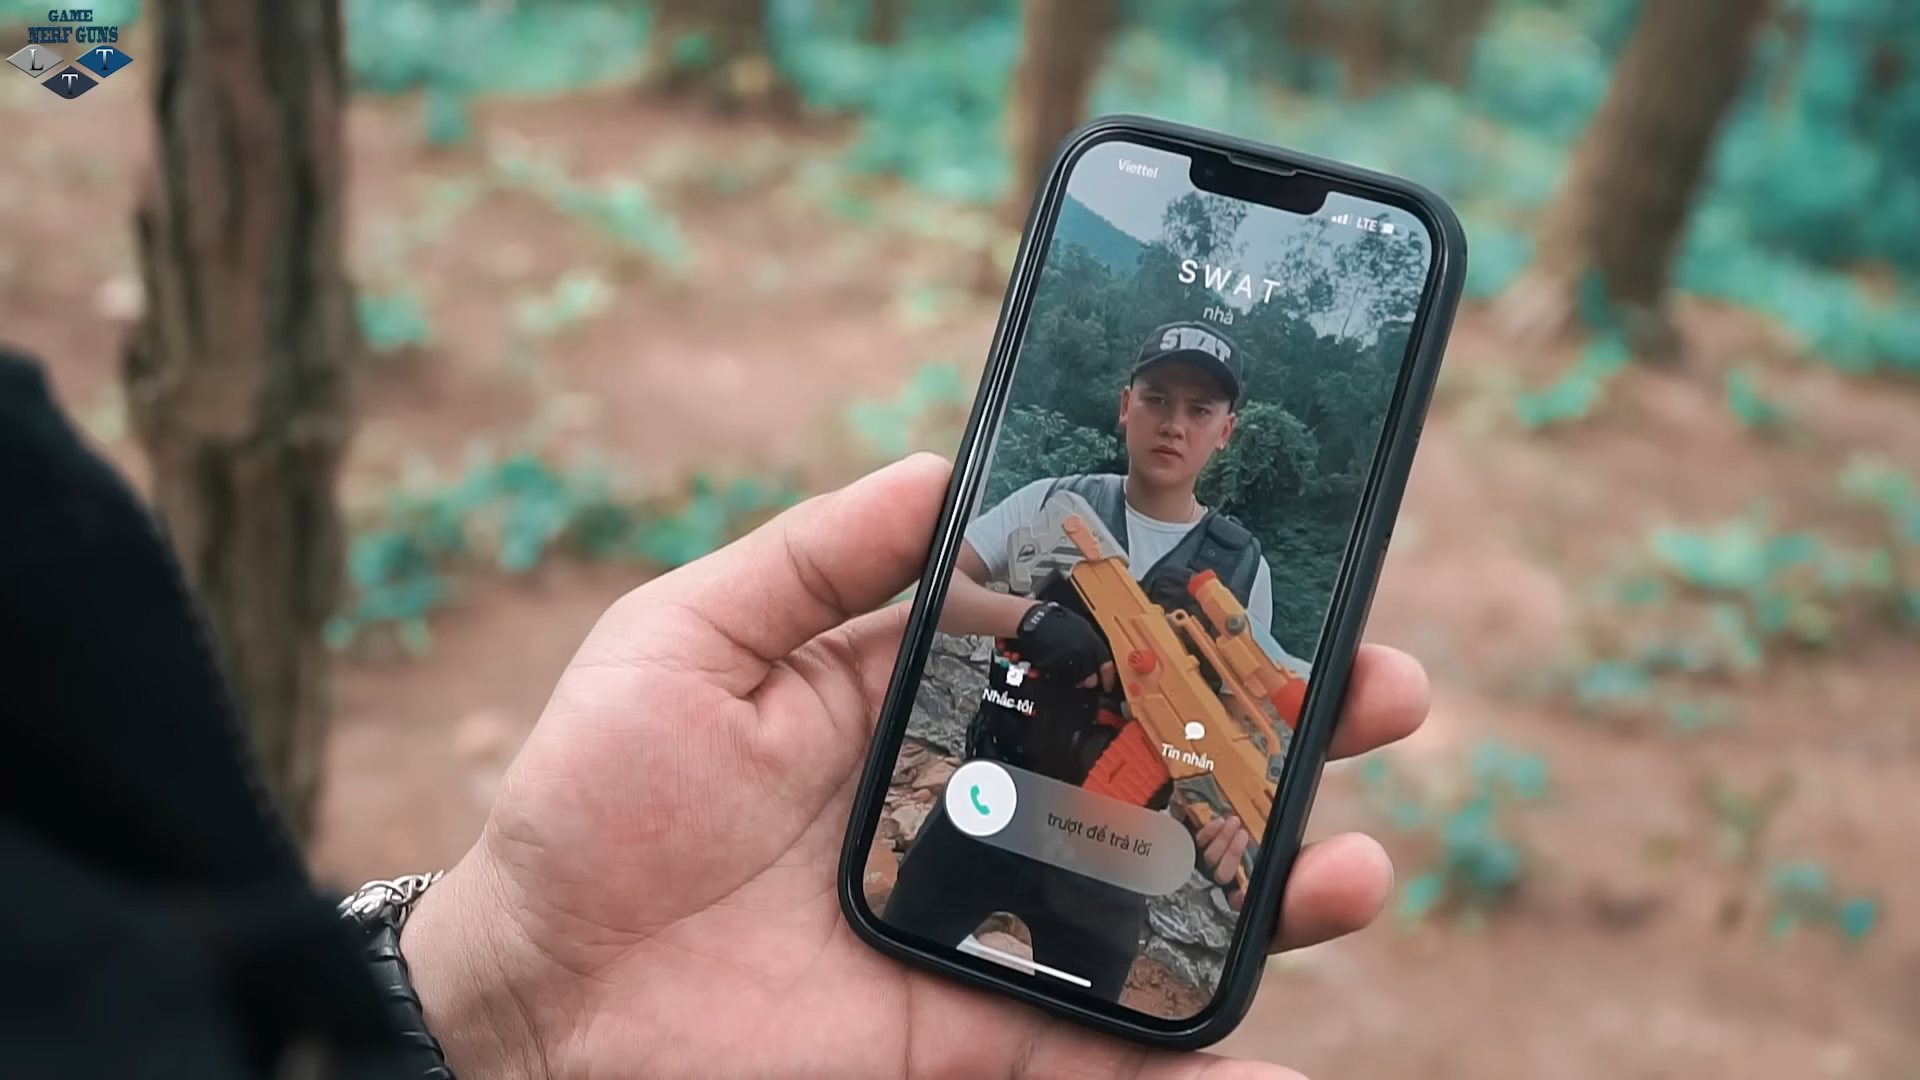 GAME
NERF GUNS
L T T
Viettel
LTE
SWAT
nhà
SWAT
Nhắc tôi
Tin nhắn
trượt để trả lời